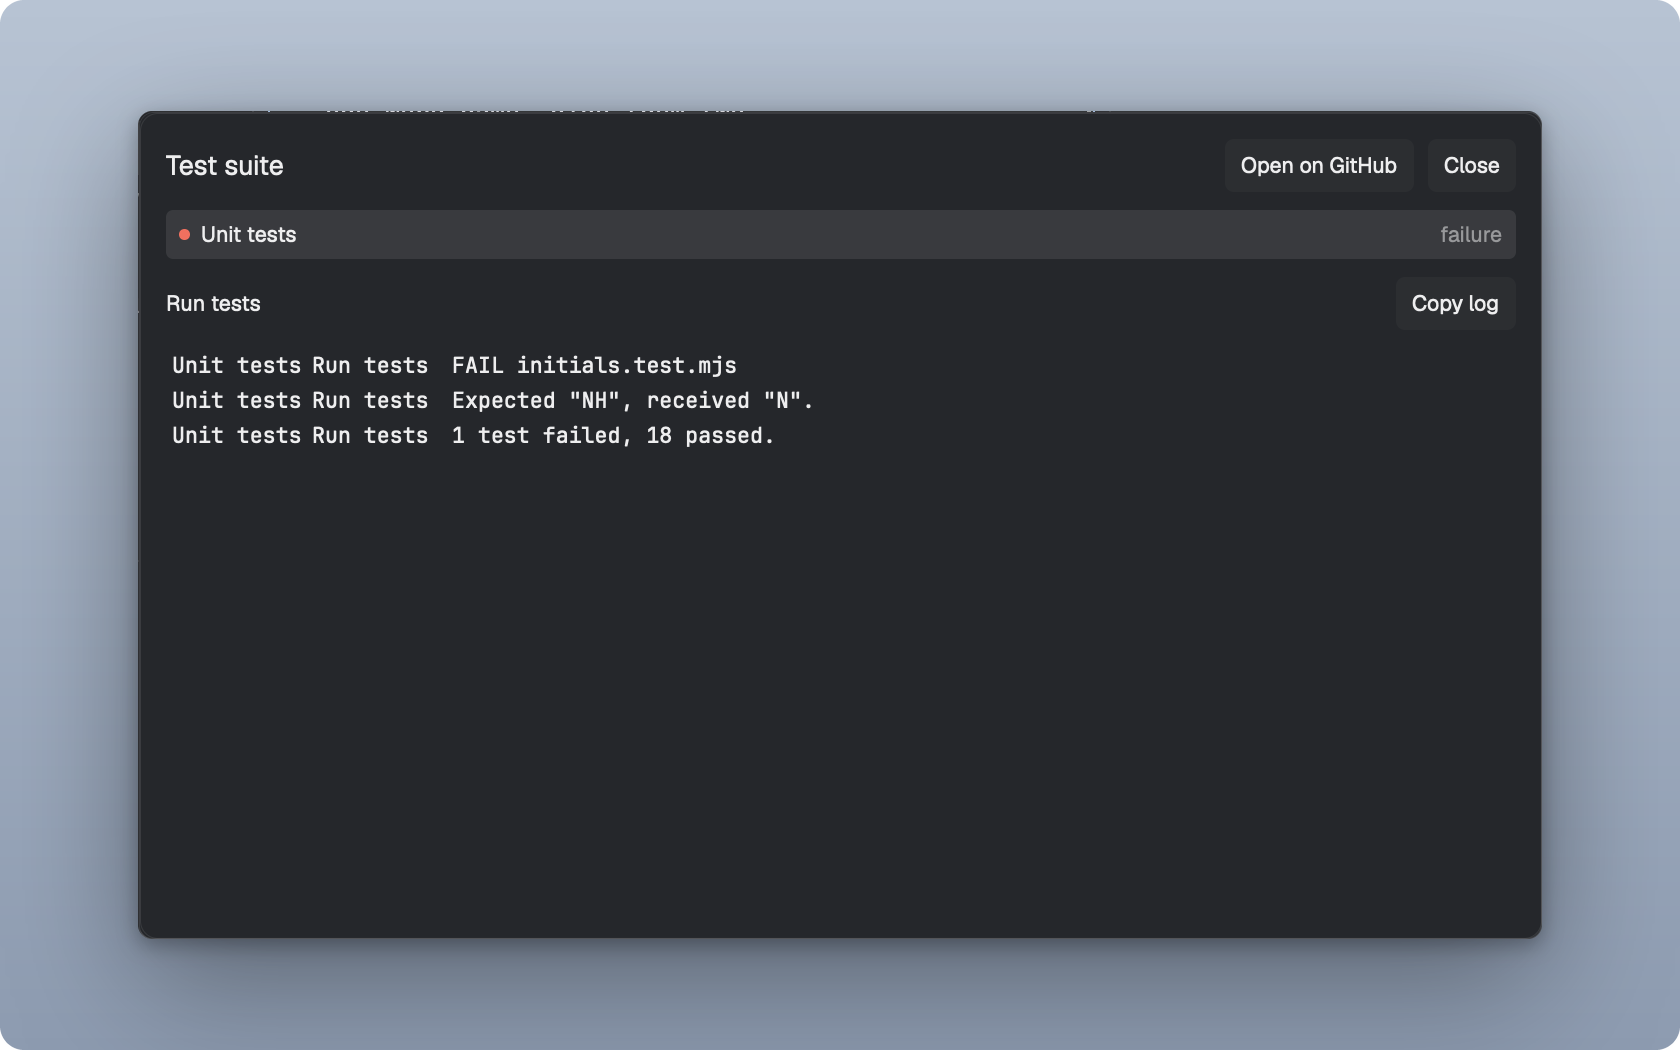 Test suite
Open on GitHub
Close
Unit tests
failure
Run tests
Copy log
Unit tests Run tests FAIL initials.test.mjs
Unit tests Run tests Expected "NH", received "N".
Unit tests Run tests 1 test failed, 18 passed.